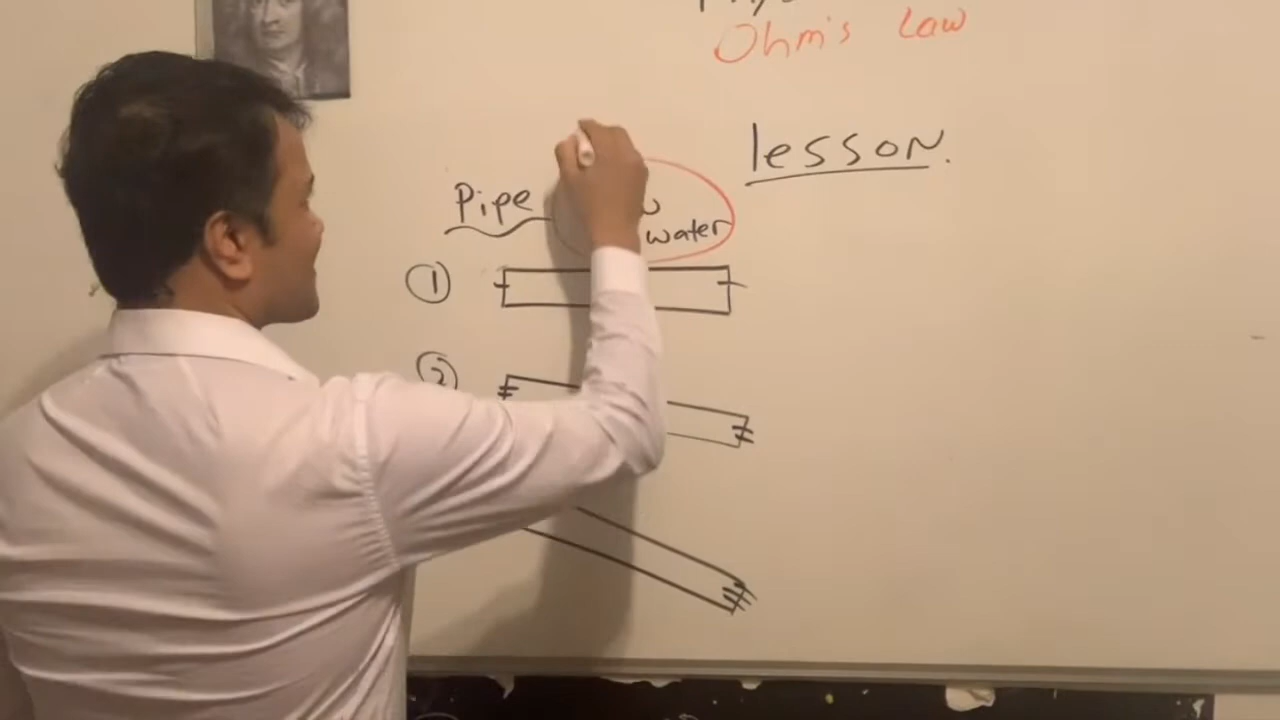 Ohm's Law
lesson.
Pipe
water
①
②